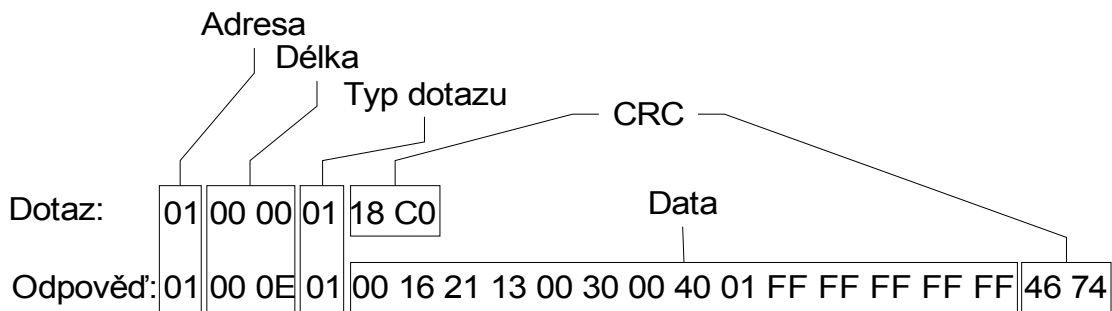 Adresa
Délka
Typ dotazu
CRC
Dotaz: 01 00 00 01 18 C0
Data
Odpověď: 01 00 0E 01 00 16 21 13 00 30 00 40 01 FF FF FF FF FF 46 74